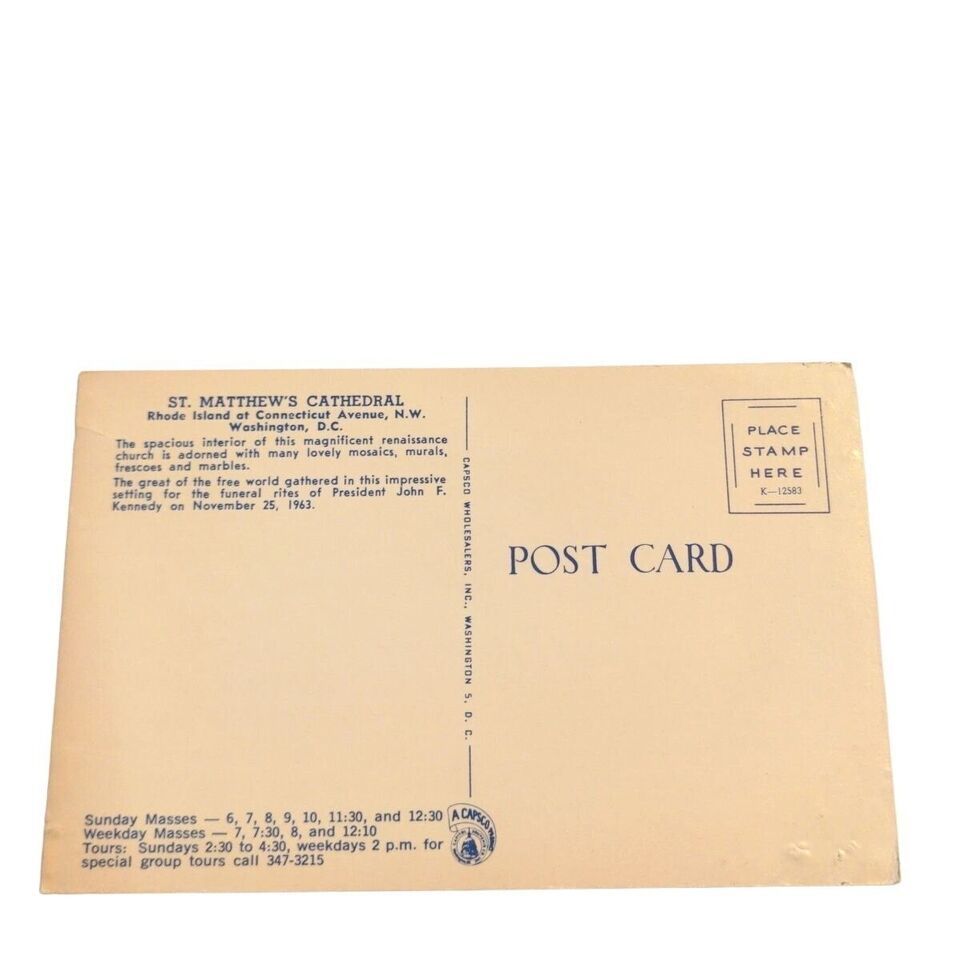 ST. MATTHEW'S CATHEDRAL
Rhode Island at Connecticut Avenue, N.W.
Washington, D.C.
The spacious interior of this magnificent renaissance
church is adorned with many lovely mosaics, murals,
frescoes and marbles.
The great of the free world gathered in this impressive
setting for the funeral rites of President John F.
Kennedy on November 25, 1963.
Sunday Masses — 6, 7, 8, 9, 10, 11:30, and 12:30
Weekday Masses — 7, 7:30, 8, and 12:10
Tours: Sundays 2:30 to 4:30, weekdays 2 p.m. for
special group tours call 347-3215
A CAPSCO
CAPSCO WHOLESALERS, INC., WASHINGTON 5, D. C.
PLACE
STAMP
HERE
K—12583
POST CARD